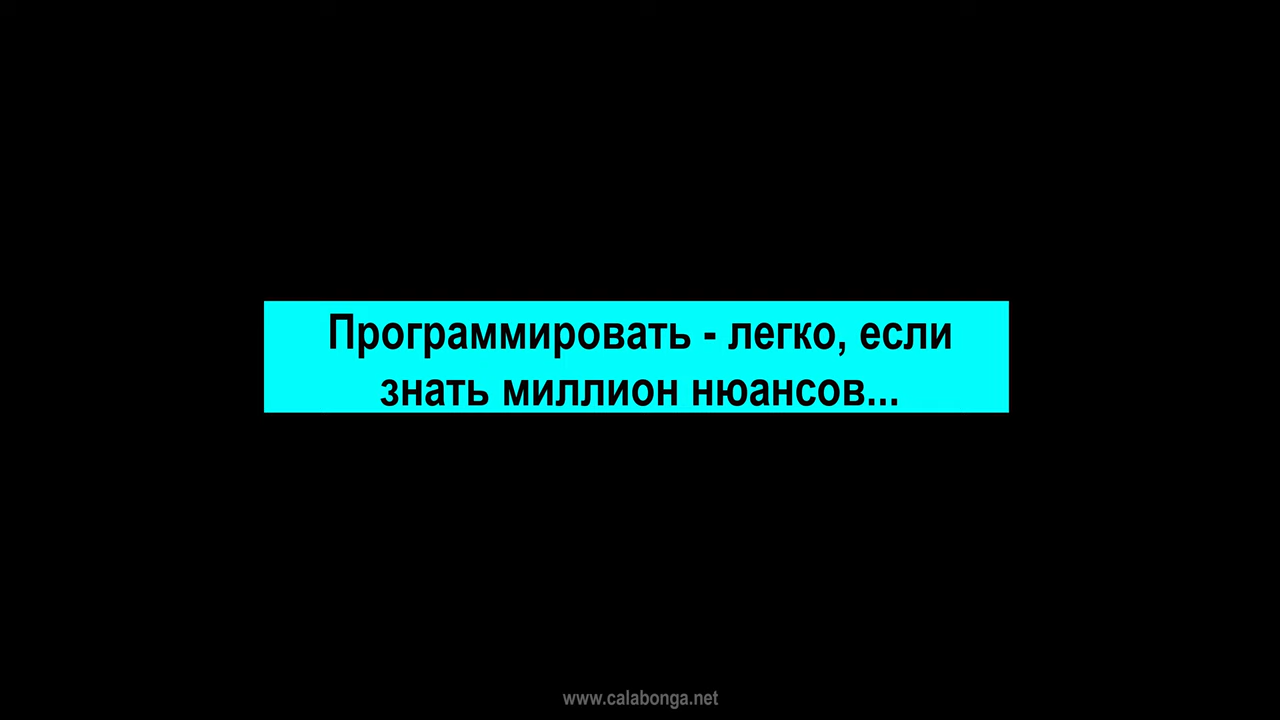 Программировать - легко, если
знать миллион нюансов...
www.calabonga.net